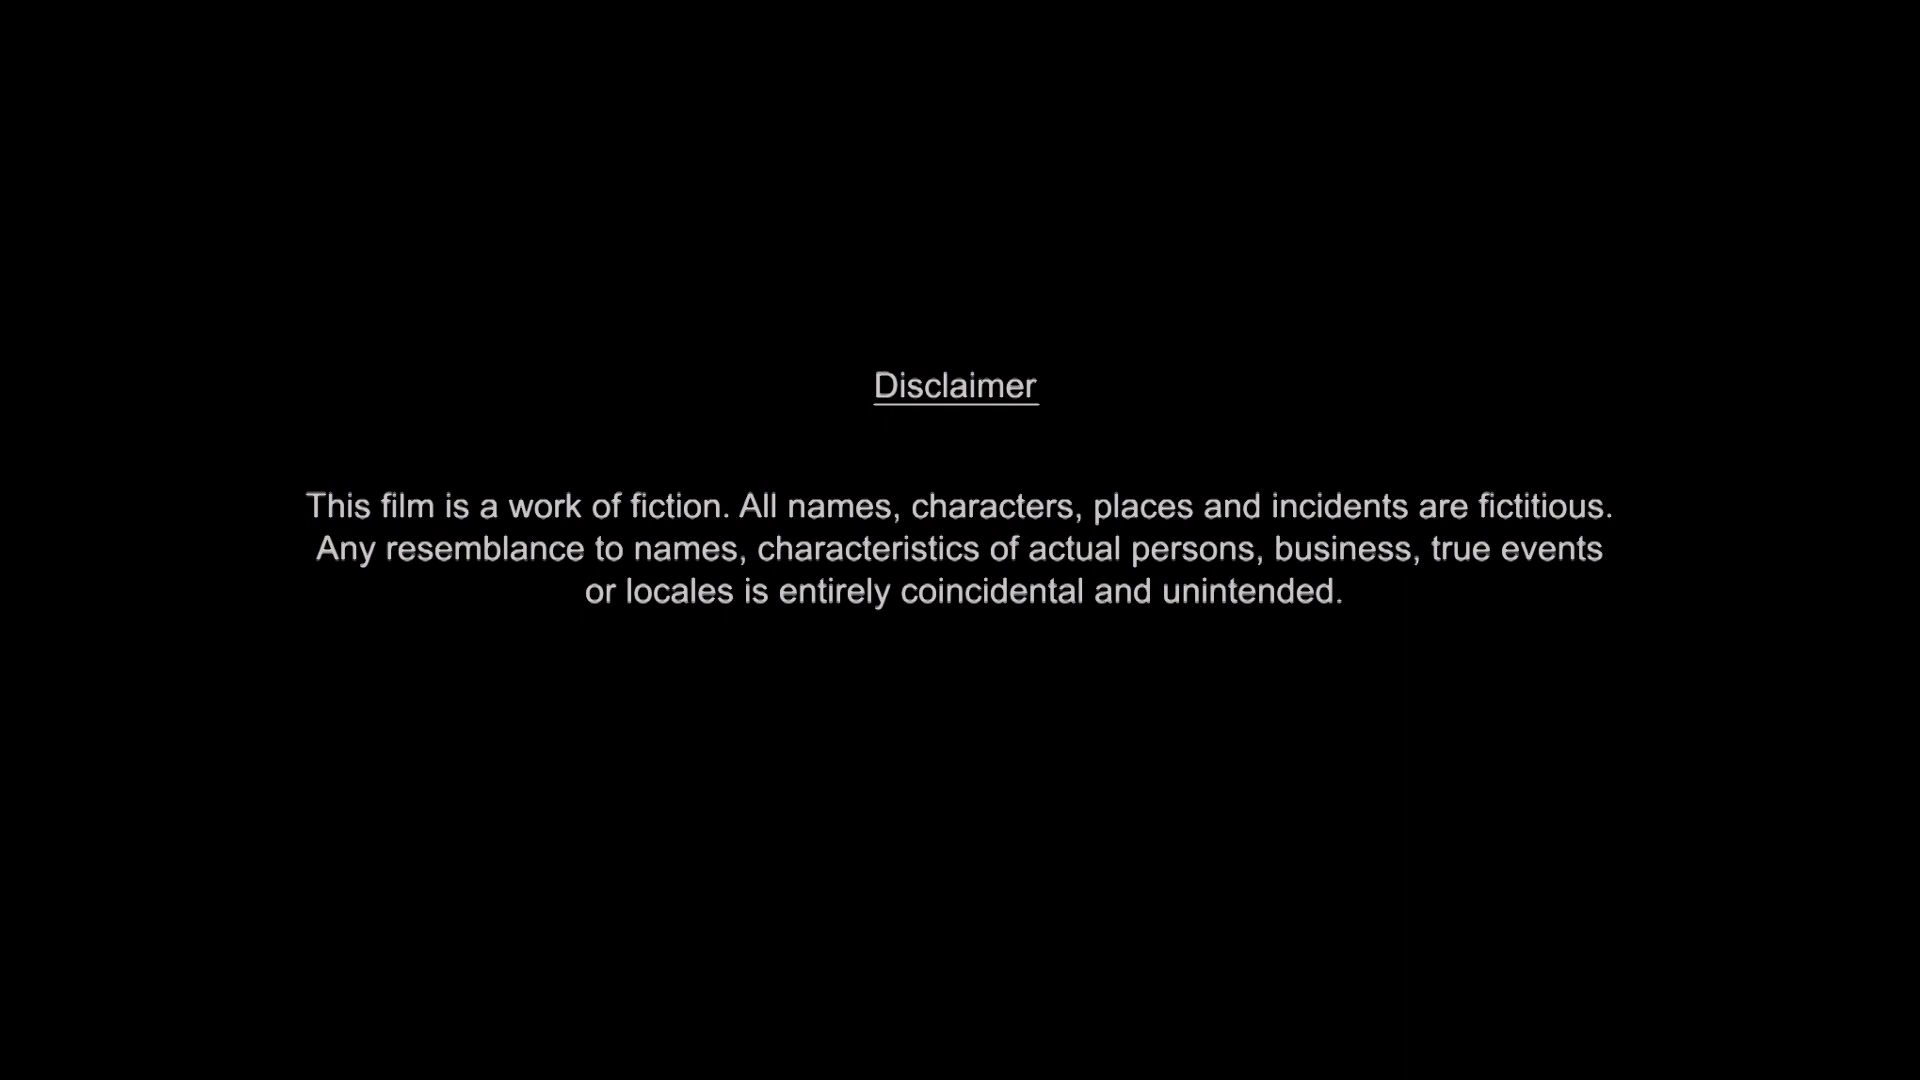 Disclaimer
This film is a work of fiction. All names, characters, places and incidents are fictitious.
Any resemblance to names, characteristics of actual persons, business, true events
or locales is entirely coincidental and unintended.